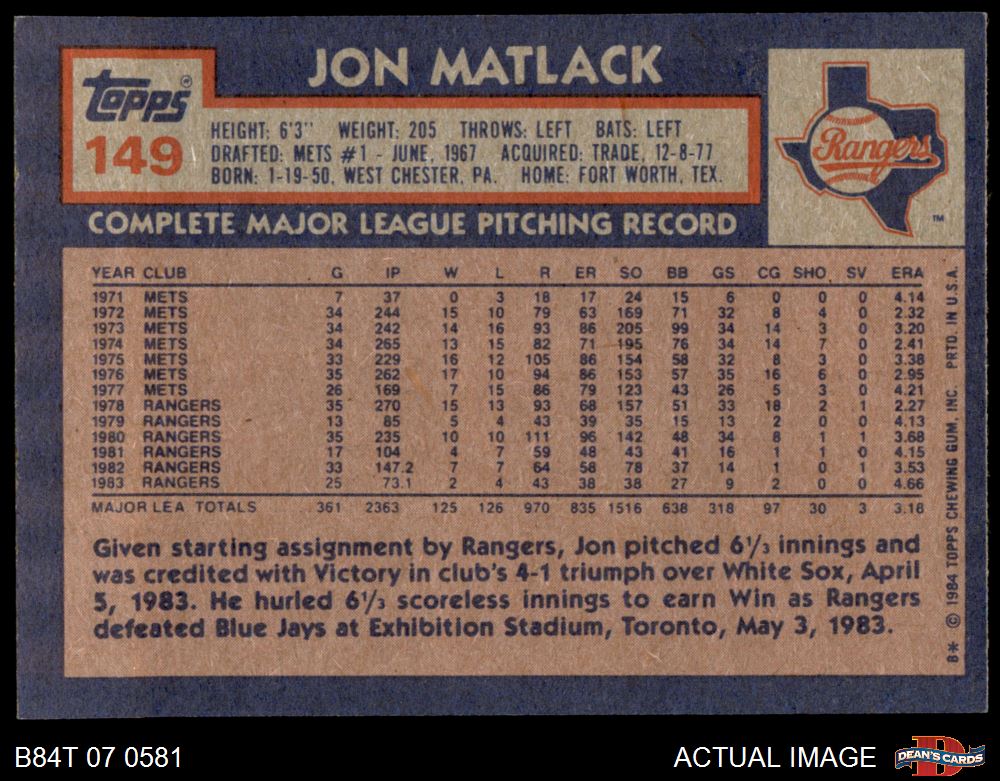 JON MATLACK
Topps®
149
HEIGHT: 6'3" WEIGHT: 205 THROWS: LEFT BATS: LEFT
DRAFTED: METS #1 - JUNE, 1967 ACQUIRED: TRADE, 12-8-77
BORN: 1-19-50, WEST CHESTER, PA. HOME: FORT WORTH, TEX.
Rangers
TM
COMPLETE MAJOR LEAGUE PITCHING RECORD
YEAR CLUB G IP W L R ER SO BB GS CG SHO SV ERA
1971 METS 7 37 0 3 18 17 24 15 6 0 0 0 4.14
1972 METS 34 244 15 10 79 63 169 71 32 8 4 0 2.32
1973 METS 34 242 14 16 93 86 205 99 34 14 3 0 3.20
1974 METS 34 265 13 15 82 71 195 76 34 14 7 0 2.41
1975 METS 33 229 16 12 105 86 154 58 32 8 3 0 3.38
1976 METS 35 262 17 10 94 86 153 57 35 16 6 0 2.95
1977 METS 26 169 7 15 86 79 123 43 26 5 3 0 4.21
1978 RANGERS 35 270 15 13 93 68 157 51 33 18 2 1 2.27
1979 RANGERS 13 85 5 4 43 39 35 15 13 2 0 0 4.13
1980 RANGERS 35 235 10 10 111 96 142 48 34 8 1 1 3.68
1981 RANGERS 17 104 4 7 59 48 43 41 16 1 1 0 4.15
1982 RANGERS 33 147.2 7 7 64 58 78 37 14 1 0 1 3.53
1983 RANGERS 25 73.1 2 4 43 38 38 27 9 2 0 0 4.66
MAJOR LEA TOTALS 361 2363 125 126 970 835 1516 638 318 97 30 3 3.18
Given starting assignment by Rangers, Jon pitched 6⅓ innings and
was credited with Victory in club's 4-1 triumph over White Sox, April
5, 1983. He hurled 6⅓ scoreless innings to earn Win as Rangers
defeated Blue Jays at Exhibition Stadium, Toronto, May 3, 1983.
8* © 1984 TOPPS CHEWING GUM, INC. PRTD. IN U.S.A.
B84T 07 0581
ACTUAL IMAGE
D
DEAN'S CARDS